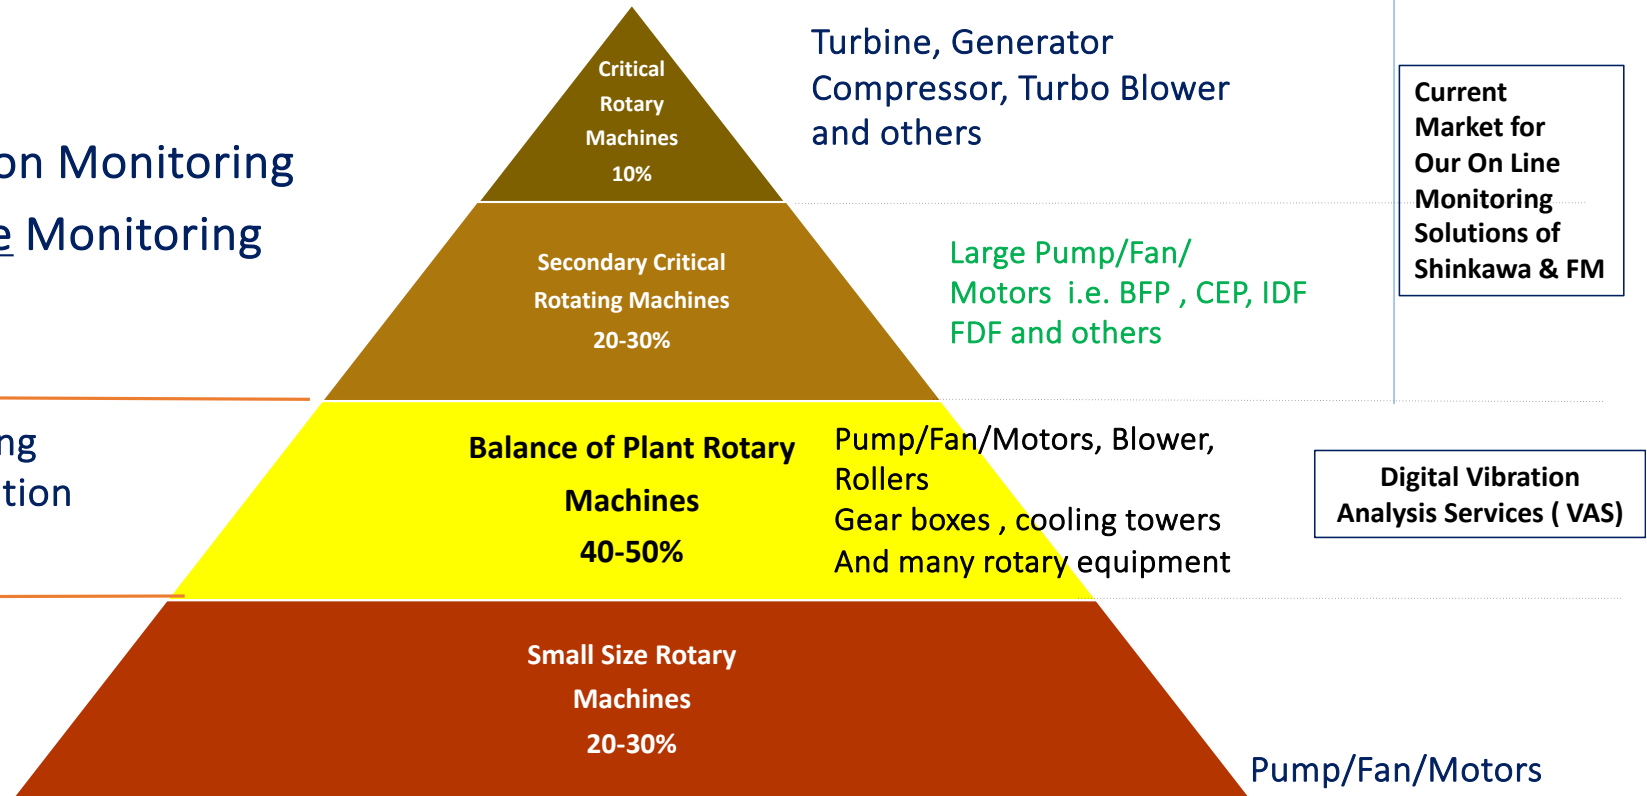 Critical
Rotary
Machines
10%
Turbine, Generator
Compressor, Turbo Blower
and others
Current
Market for
Our On Line
Monitoring
Solutions of
Shinkawa & FM
on Monitoring
e Monitoring
Secondary Critical
Rotating Machines
20-30%
Large Pump/Fan/
Motors i.e. BFP , CEP, IDF
FDF and others
ng
tion
Balance of Plant Rotary
Machines
40-50%
Pump/Fan/Motors, Blower,
Rollers
Gear boxes , cooling towers
And many rotary equipment
Digital Vibration
Analysis Services ( VAS)
Small Size Rotary
Machines
20-30%
Pump/Fan/Motors